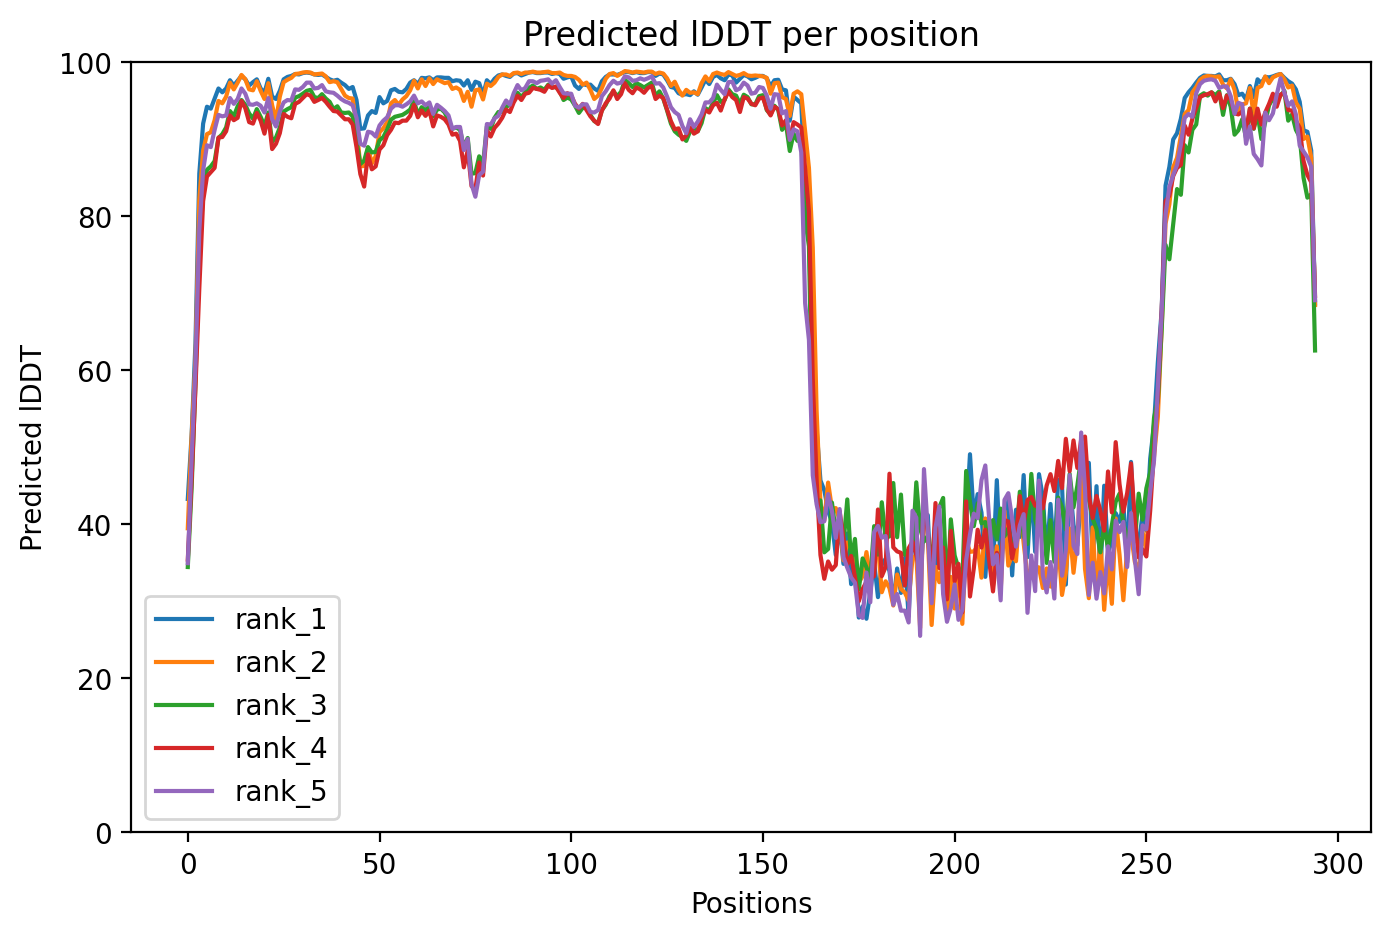 Predicted lDDT per position
100
80
60
40
20
0
Predicted lDDT
rank_1
rank_2
rank_3
rank_4
rank_5
0 50 100 150 200 250 300
Positions